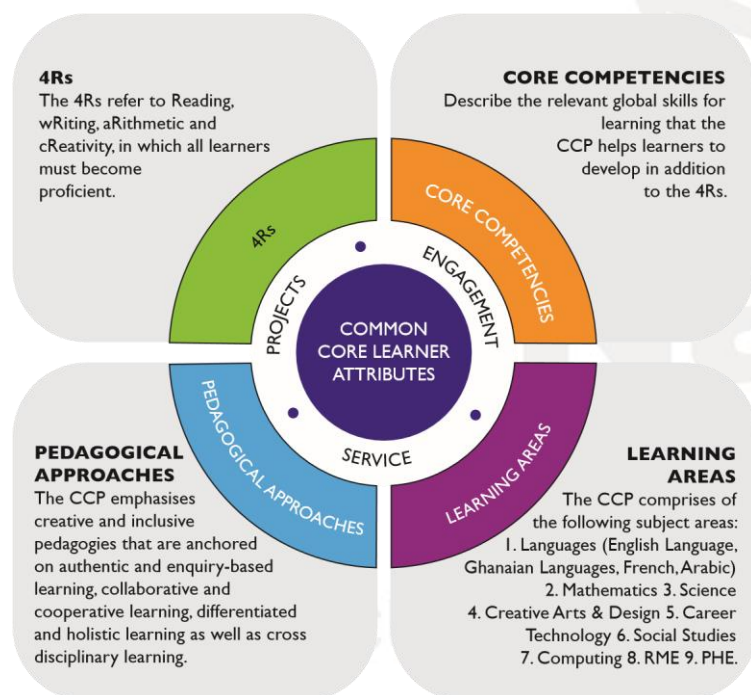 4Rs
The 4Rs refer to Reading,
wRiting, aRithmetic and
cReativity, in which all learners
must become
proficient.
CORE COMPETENCIES
Describe the relevant global skills for
learning that the
CCP helps learners to
develop in addition
to the 4Rs.
4Rs
CORE COMPETENCIES
PROJECTS
ENGAGEMENT
COMMON
CORE LEARNER
ATTRIBUTES
SERVICE
PEDAGOGICAL APPROACHES
LEARNING AREAS
PEDAGOGICAL
APPROACHES
The CCP emphasises
creative and inclusive
pedagogies that are anchored
on authentic and enquiry-based
learning, collaborative and
cooperative learning, differentiated
and holistic learning as well as cross
disciplinary learning.
LEARNING
AREAS
The CCP comprises of
the following subject areas:
1. Languages (English Language,
Ghanaian Languages, French, Arabic)
2. Mathematics 3. Science
4. Creative Arts & Design 5. Career
Technology 6. Social Studies
7. Computing 8. RME 9. PHE.